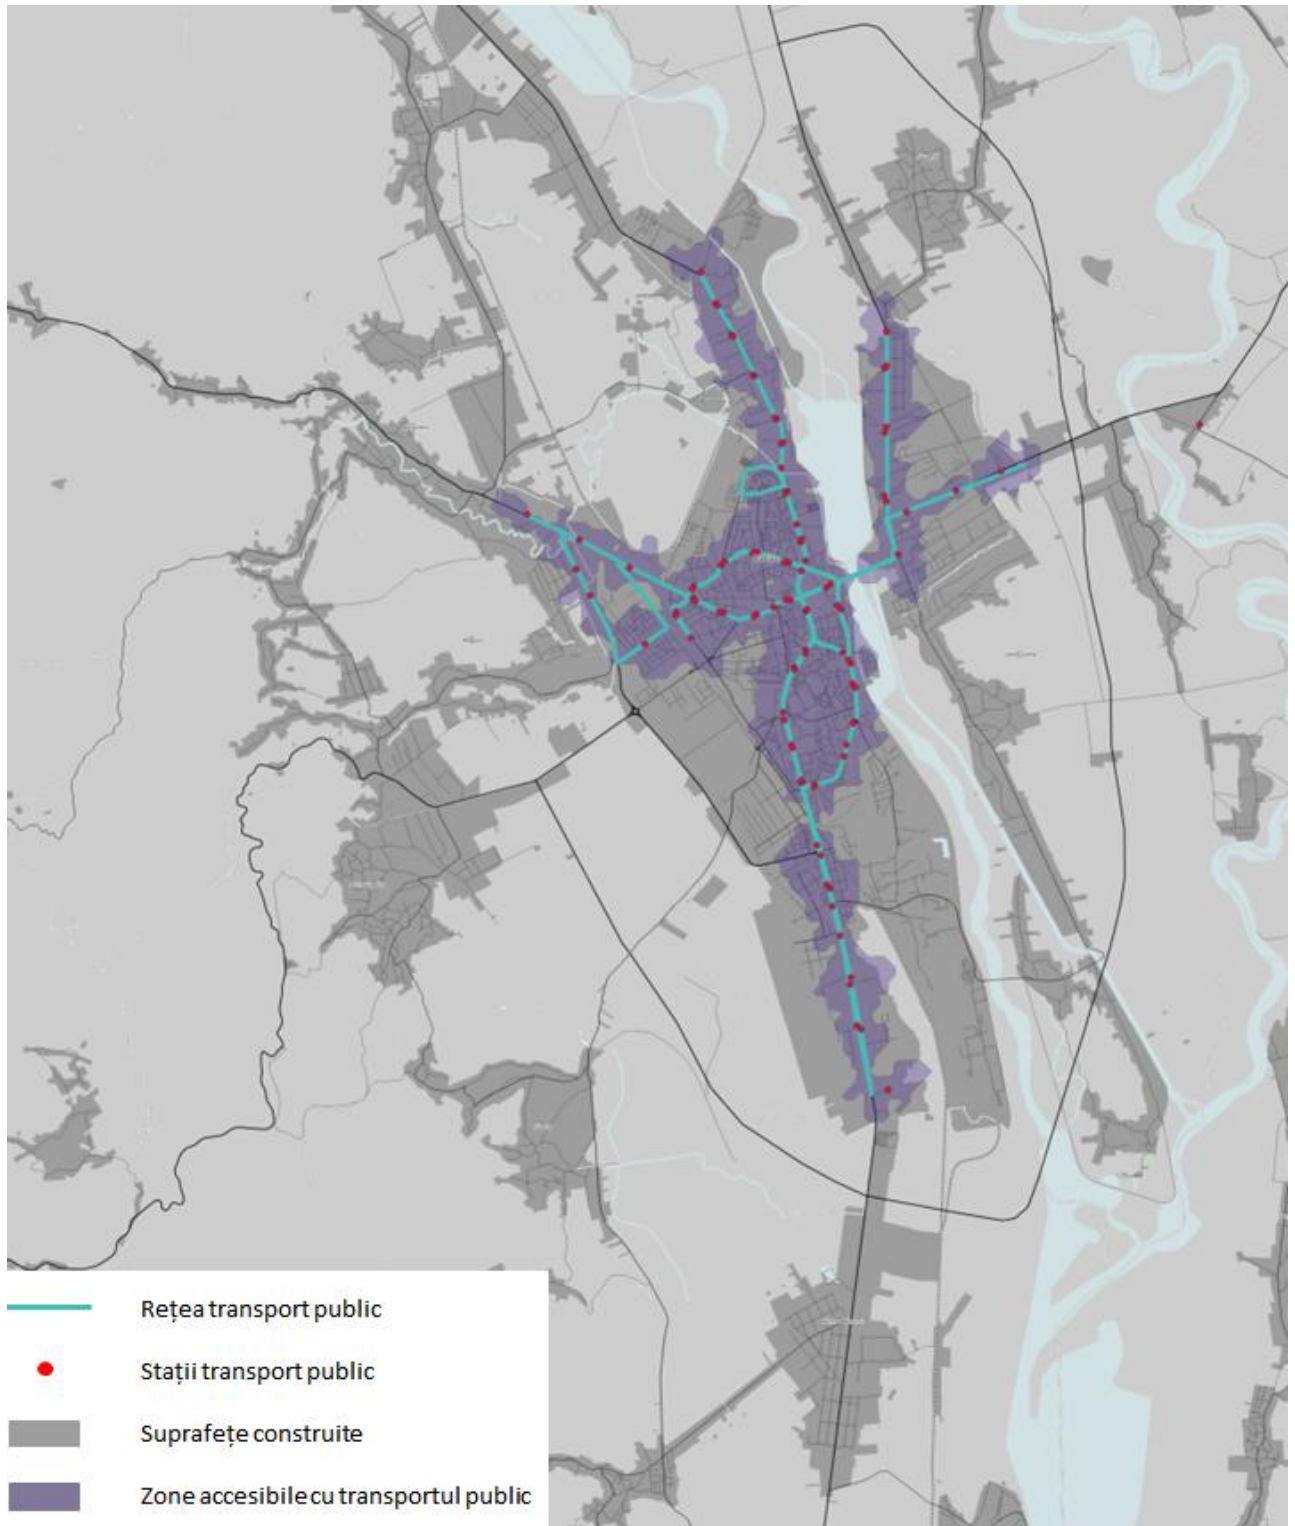 Rețea transport public
Stații transport public
Suprafețe construite
Zone accesibile cu transportul public